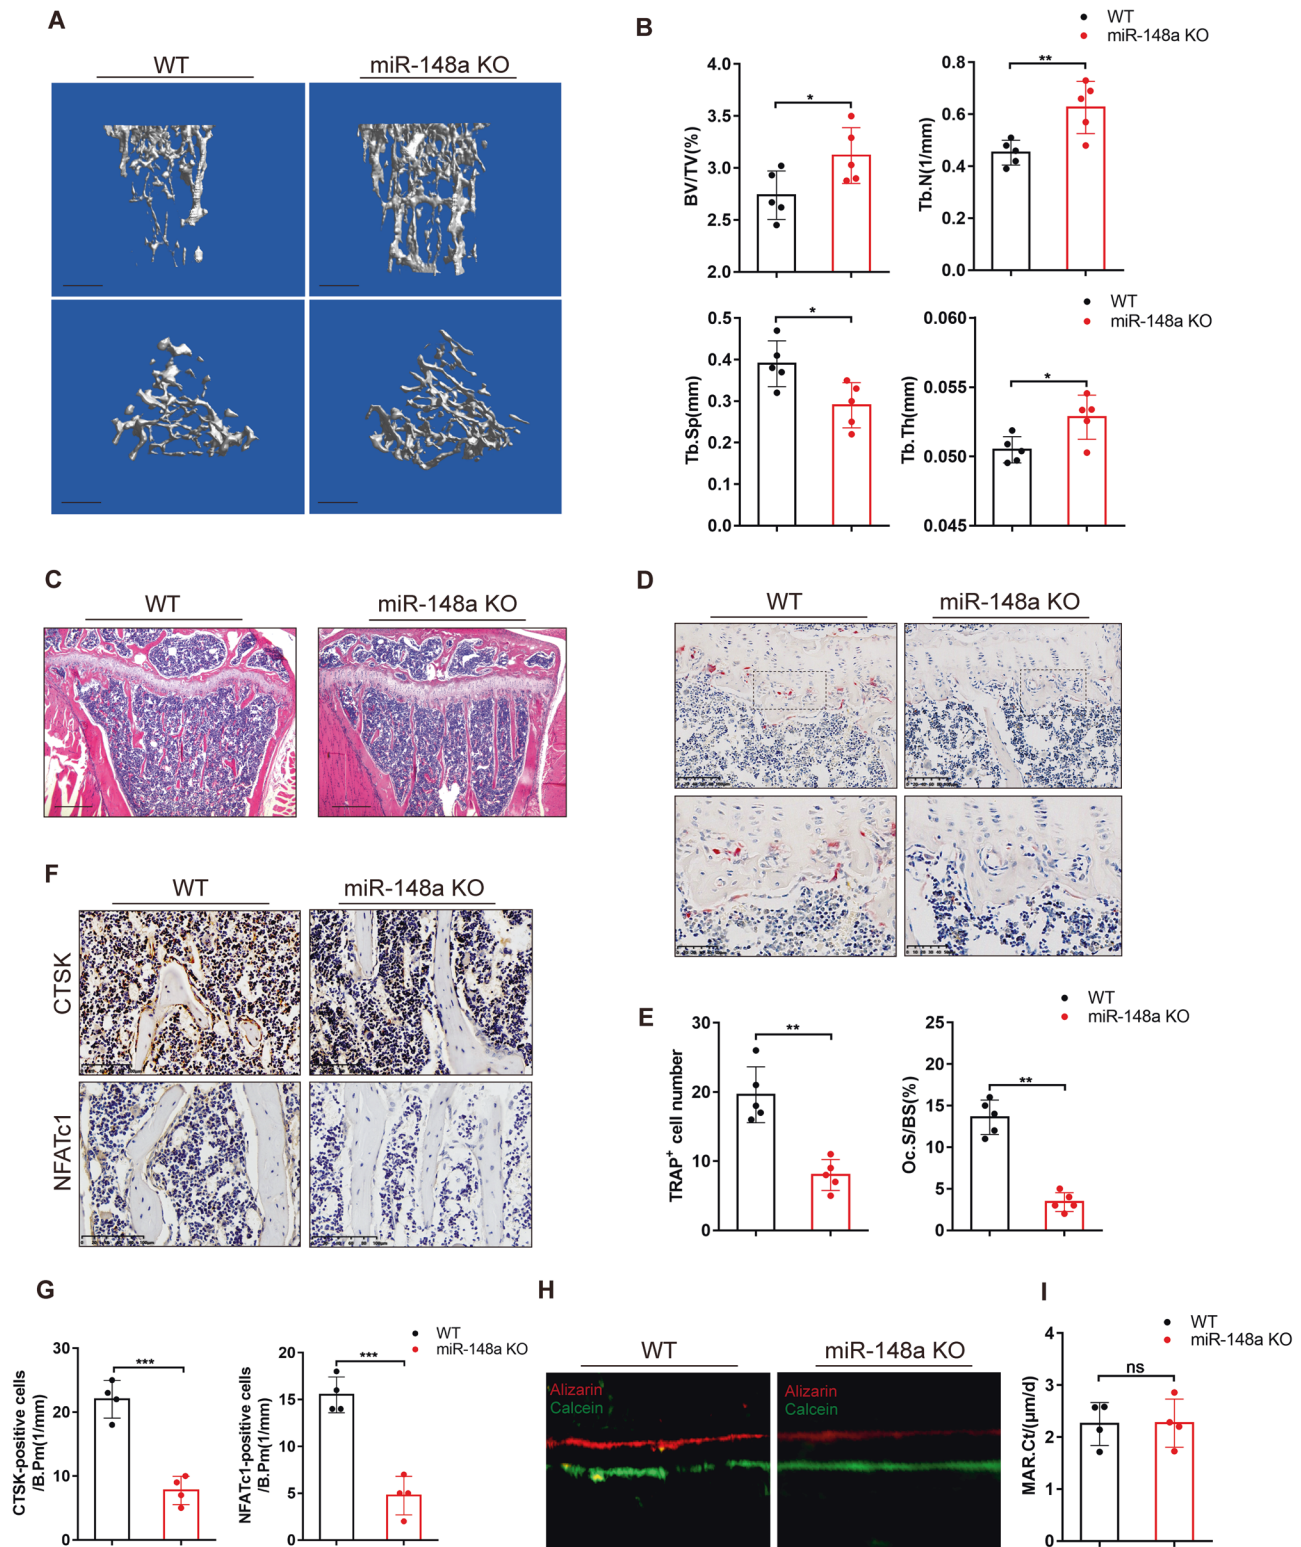 A
WT
miR-148a KO
B
WT
miR-148a KO
4.0
3.5
3.0
2.5
2.0
BV/TV(%)
*
0.8
0.6
0.4
0.2
0.0
Tb.N(1/mm)
**
0.5
0.4
0.3
0.2
0.1
0.0
Tb.Sp(mm)
*
WT
miR-148a KO
0.060
0.055
0.050
0.045
Tb.Th(mm)
*
C
WT
miR-148a KO
D
WT
miR-148a KO
F
WT
miR-148a KO
CTSK
NFATc1
E
WT
miR-148a KO
30
20
10
0
TRAP+ cell number
**
25
20
15
10
5
0
Oc.S/BS(%)
**
G
WT
miR-148a KO
30
20
10
0
CTSK-positive cells
/B.Pm(1/mm)
***
20
15
10
5
0
NFATc1-positive cells
/B.Pm(1/mm)
***
H
WT
miR-148a KO
Alizarin
Calcein
Alizarin
Calcein
I
WT
miR-148a KO
4
3
2
1
0
MAR.Ct/(μm/d)
ns